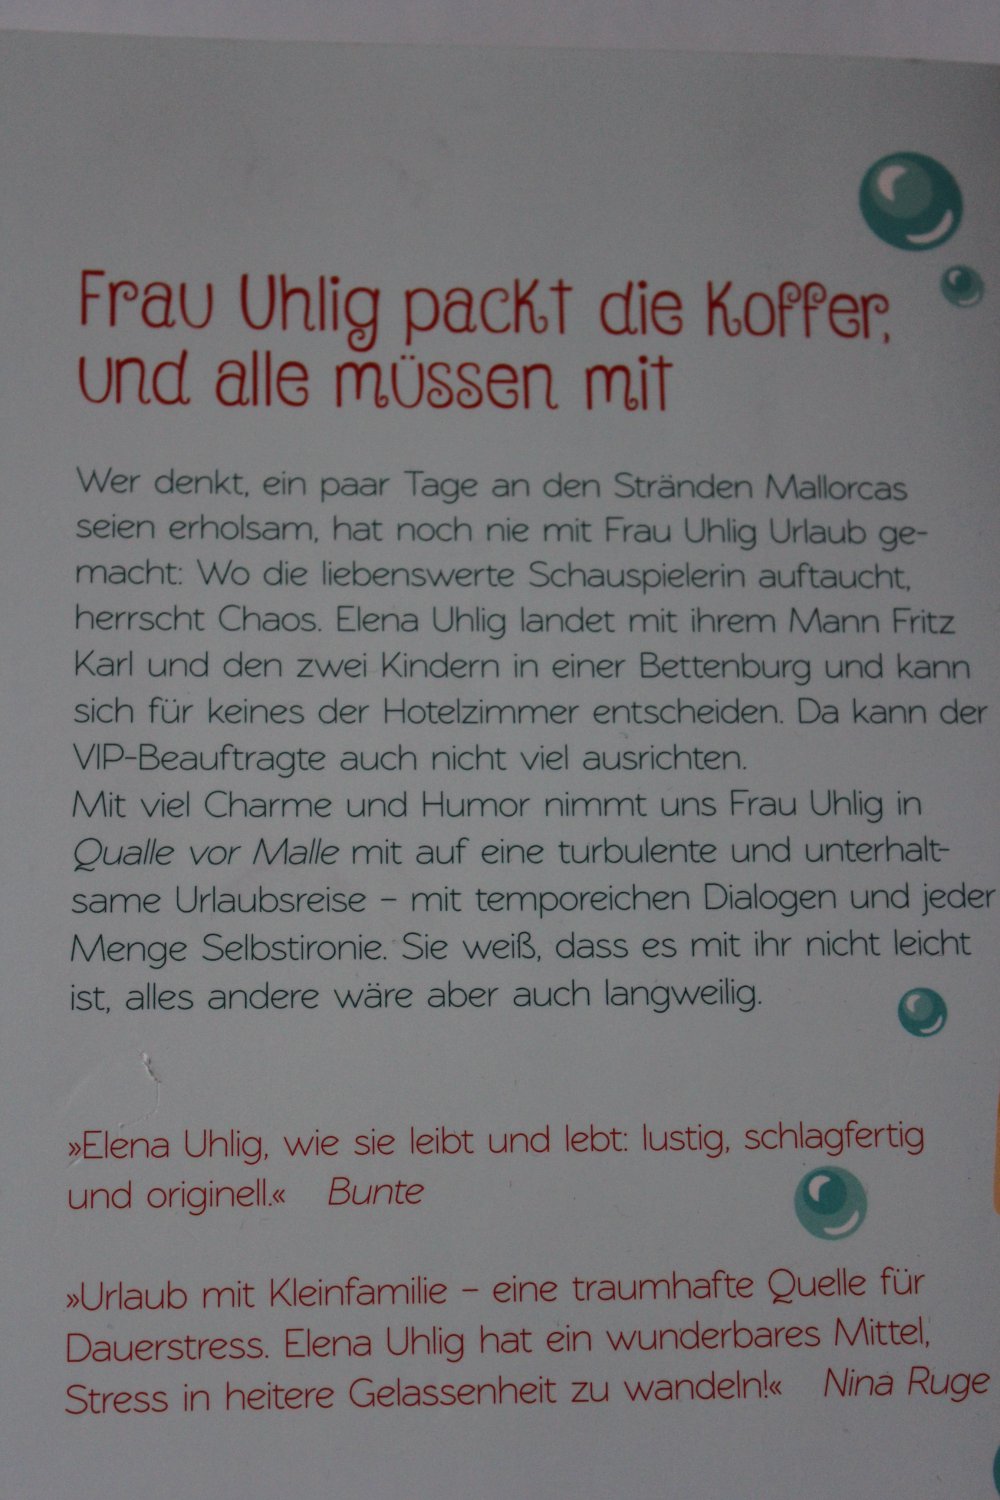 Frau Uhlig packt die Koffer,
und alle müssen mit
Wer denkt, ein paar Tage an den Stränden Mallorcas
seien erholsam, hat noch nie mit Frau Uhlig Urlaub ge-
macht: Wo die liebenswerte Schauspielerin auftaucht,
herrscht Chaos. Elena Uhlig landet mit ihrem Mann Fritz
Karl und den zwei Kindern in einer Bettenburg und kann
sich für keines der Hotelzimmer entscheiden. Da kann der
VIP-Beauftragte auch nicht viel ausrichten.
Mit viel Charme und Humor nimmt uns Frau Uhlig in
Qualle vor Malle mit auf eine turbulente und unterhalt-
same Urlaubsreise – mit temporeichen Dialogen und jeder
Menge Selbstironie. Sie weiß, dass es mit ihr nicht leicht
ist, alles andere wäre aber auch langweilig.
»Elena Uhlig, wie sie leibt und lebt: lustig, schlagfertig
und originell.« Bunte
»Urlaub mit Kleinfamilie – eine traumhafte Quelle für
Dauerstress. Elena Uhlig hat ein wunderbares Mittel,
Stress in heitere Gelassenheit zu wandeln!« Nina Ruge